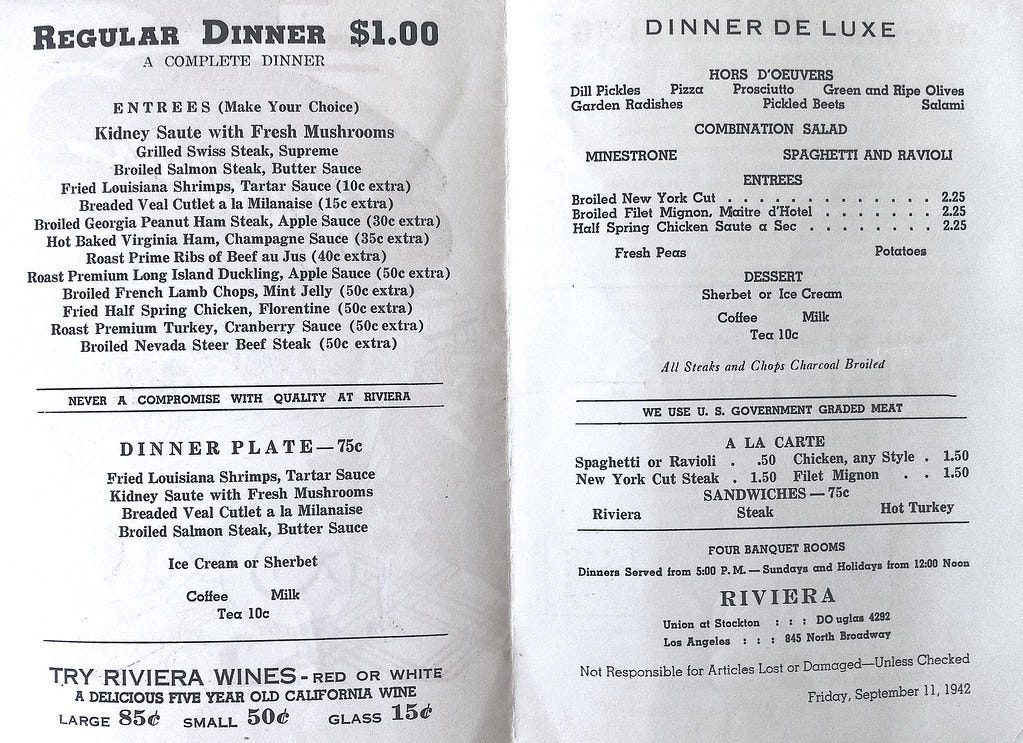 REGULAR DINNER $1.00
A COMPLETE DINNER
ENTREES (Make Your Choice)
Kidney Saute with Fresh Mushrooms
Grilled Swiss Steak, Supreme
Broiled Salmon Steak, Butter Sauce
Fried Louisiana Shrimps, Tartar Sauce (10c extra)
Breaded Veal Cutlet a la Milanaise (15c extra)
Broiled Georgia Peanut Ham Steak, Apple Sauce (30c extra)
Hot Baked Virginia Ham, Champagne Sauce (35c extra)
Roast Prime Ribs of Beef au Jus (40c extra)
Roast Premium Long Island Duckling, Apple Sauce (50c extra)
Broiled French Lamb Chops, Mint Jelly (50c extra)
Fried Half Spring Chicken, Florentine (50c extra)
Roast Premium Turkey, Cranberry Sauce (50c extra)
Broiled Nevada Steer Beef Steak (50c extra)
NEVER A COMPROMISE WITH QUALITY AT RIVIERA
DINNER PLATE—75c
Fried Louisiana Shrimps, Tartar Sauce
Kidney Saute with Fresh Mushrooms
Breaded Veal Cutlet a la Milanaise
Broiled Salmon Steak, Butter Sauce
Ice Cream or Sherbet
Coffee Milk
Tea 10c
TRY RIVIERA WINES - RED OR WHITE
A DELICIOUS FIVE YEAR OLD CALIFORNIA WINE
LARGE 85¢ SMALL 50¢ GLASS 15¢
DINNER DE LUXE
HORS D'OEUVERS
Dill Pickles Pizza Prosciutto Green and Ripe Olives
Garden Radishes Pickled Beets Salami
COMBINATION SALAD
MINESTRONE SPAGHETTI AND RAVIOLI
ENTREES
Broiled New York Cut . . . . . . . . . . . . . 2.25
Broiled Filet Mignon, Maitre d'Hotel . . . . . . . 2.25
Half Spring Chicken Saute a Sec . . . . . . . . 2.25
Fresh Peas Potatoes
DESSERT
Sherbet or Ice Cream
Coffee Milk
Tea 10c
All Steaks and Chops Charcoal Broiled
WE USE U. S. GOVERNMENT GRADED MEAT
A LA CARTE
Spaghetti or Ravioli . .50 Chicken, any Style . 1.50
New York Cut Steak . 1.50 Filet Mignon . . 1.50
SANDWICHES — 75c
Riviera Steak Hot Turkey
FOUR BANQUET ROOMS
Dinners Served from 5:00 P. M. — Sundays and Holidays from 12:00 Noon
RIVIERA
Union at Stockton : : : DO uglas 4292
Los Angeles : : : 845 North Broadway
Not Responsible for Articles Lost or Damaged—Unless Checked
Friday, September 11, 1942